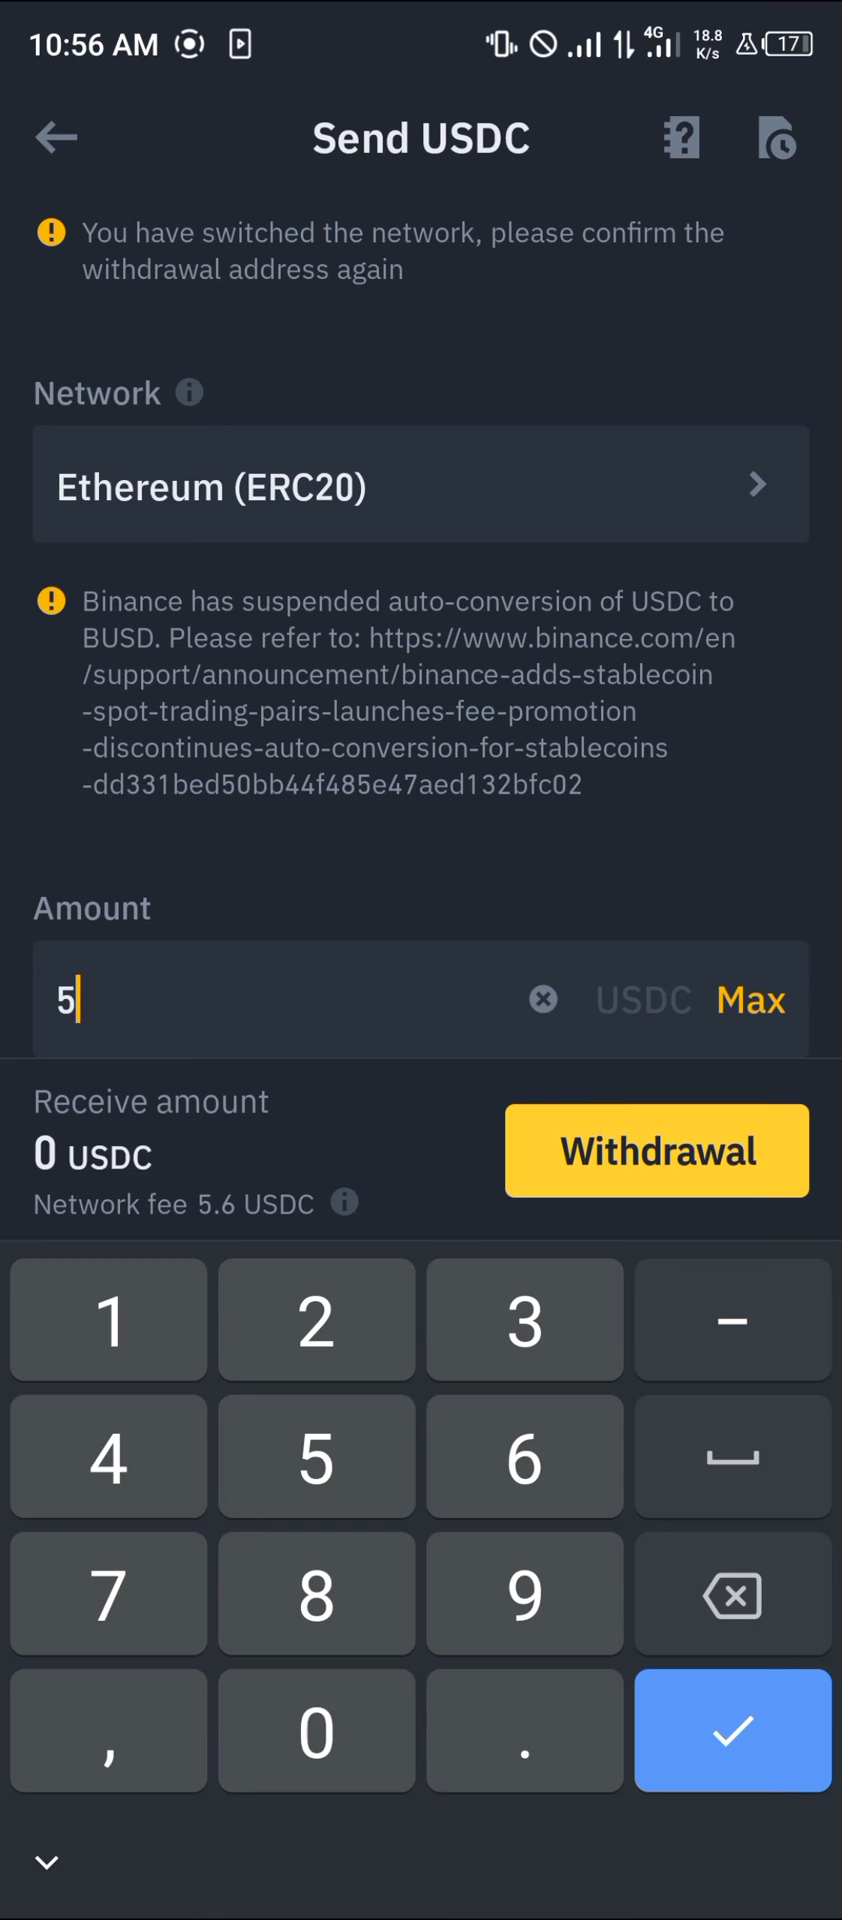 10:56 AM
4G
18.8
K/s
17
Send USDC
You have switched the network, please confirm the
withdrawal address again
Network
Ethereum (ERC20)
Binance has suspended auto-conversion of USDC to
BUSD. Please refer to: https://www.binance.com/en
/support/announcement/binance-adds-stablecoin
-spot-trading-pairs-launches-fee-promotion
-discontinues-auto-conversion-for-stablecoins
-dd331bed50bb44f485e47aed132bfc02
Amount
5
USDC Max
Receive amount
0 USDC
Withdrawal
Network fee 5.6 USDC
1 2 3 -
4 5 6
7 8 9
, 0 .